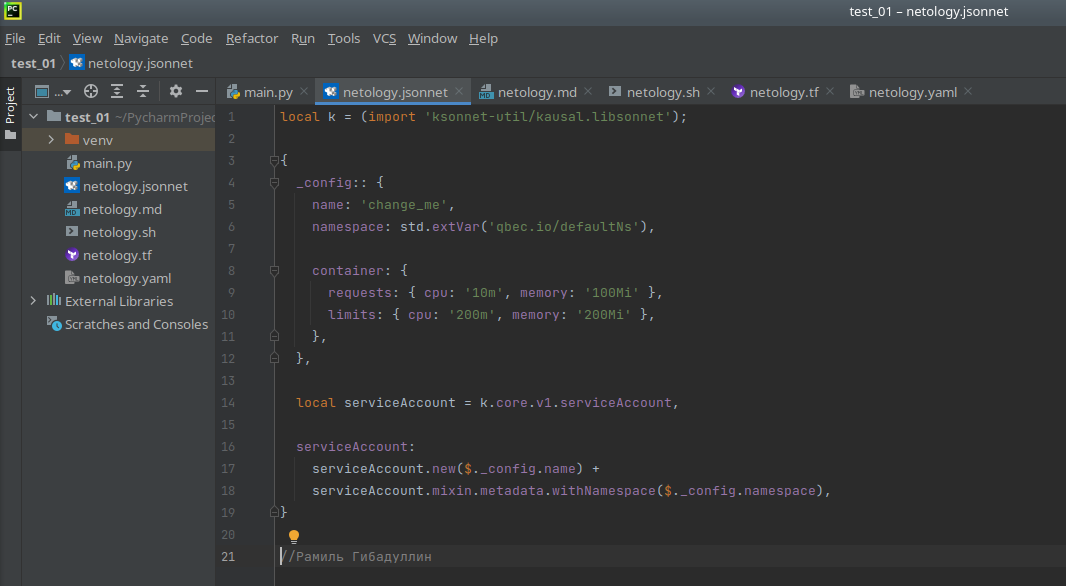 PC
test_01 – netology.jsonnet
File Edit View Navigate Code Refactor Run Tools VCS Window Help
test_01 netology.jsonnet
Project
...
main.py netology.jsonnet netology.md netology.sh netology.tf netology.yaml
test_01 ~/PycharmProjec
venv
main.py
netology.jsonnet
MD netology.md
netology.sh
netology.tf
netology.yaml
External Libraries
Scratches and Consoles
1 local k = (import 'ksonnet-util/kausal.libsonnet');
2
3 {
4 _config:: {
5 name: 'change_me',
6 namespace: std.extVar('qbec.io/defaultNs'),
7
8 container: {
9 requests: { cpu: '10m', memory: '100Mi' },
10 limits: { cpu: '200m', memory: '200Mi' },
11 },
12 },
13
14 local serviceAccount = k.core.v1.serviceAccount,
15
16 serviceAccount:
17 serviceAccount.new($._config.name) +
18 serviceAccount.mixin.metadata.withNamespace($._config.namespace),
19 }
20
21 //Рамиль Гибадуллин